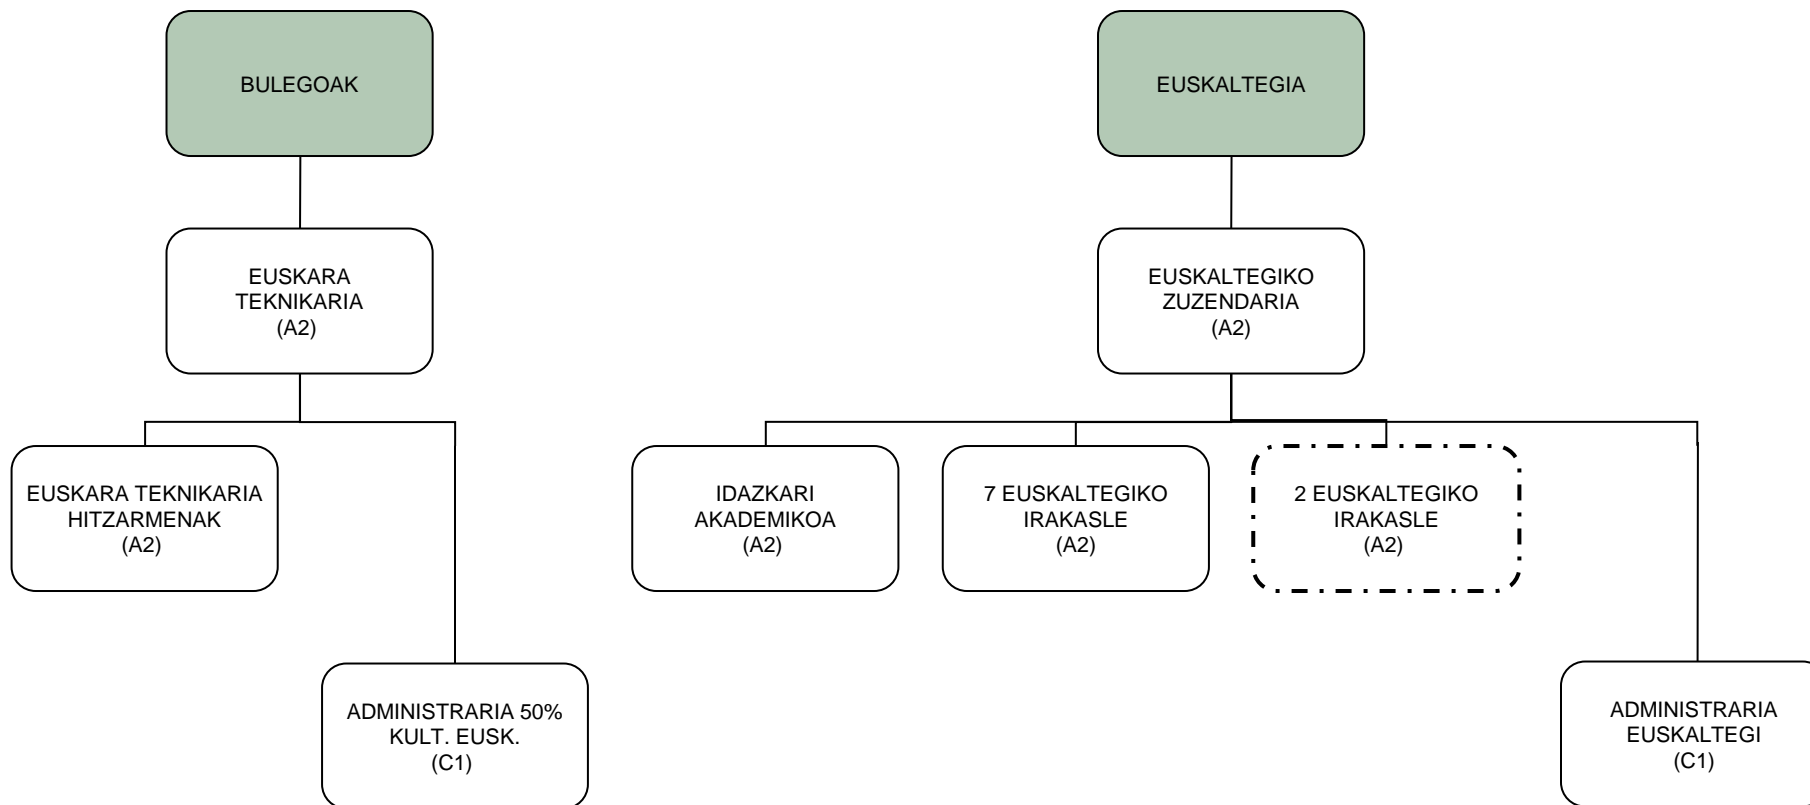 BULEGOAK
EUSKALTEGIA
EUSKARA
TEKNIKARIA
(A2)
EUSKALTEGIKO
ZUZENDARIA
(A2)
EUSKARA TEKNIKARIA
HITZARMENAK
(A2)
IDAZKARI
AKADEMIKOA
(A2)
7 EUSKALTEGIKO
IRAKASLE
(A2)
2 EUSKALTEGIKO
IRAKASLE
(A2)
ADMINISTRARIA 50%
KULT. EUSK.
(C1)
ADMINISTRARIA
EUSKALTEGI
(C1)